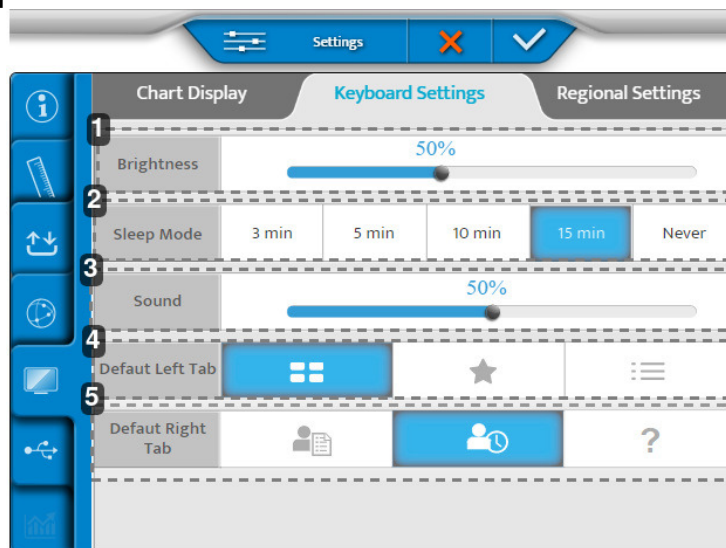 Settings
Chart Display Keyboard Settings Regional Settings
1
Brightness 50%
2
Sleep Mode 3 min 5 min 10 min 15 min Never
3
Sound 50%
4
Defaut Left Tab
5
Defaut Right
Tab ?